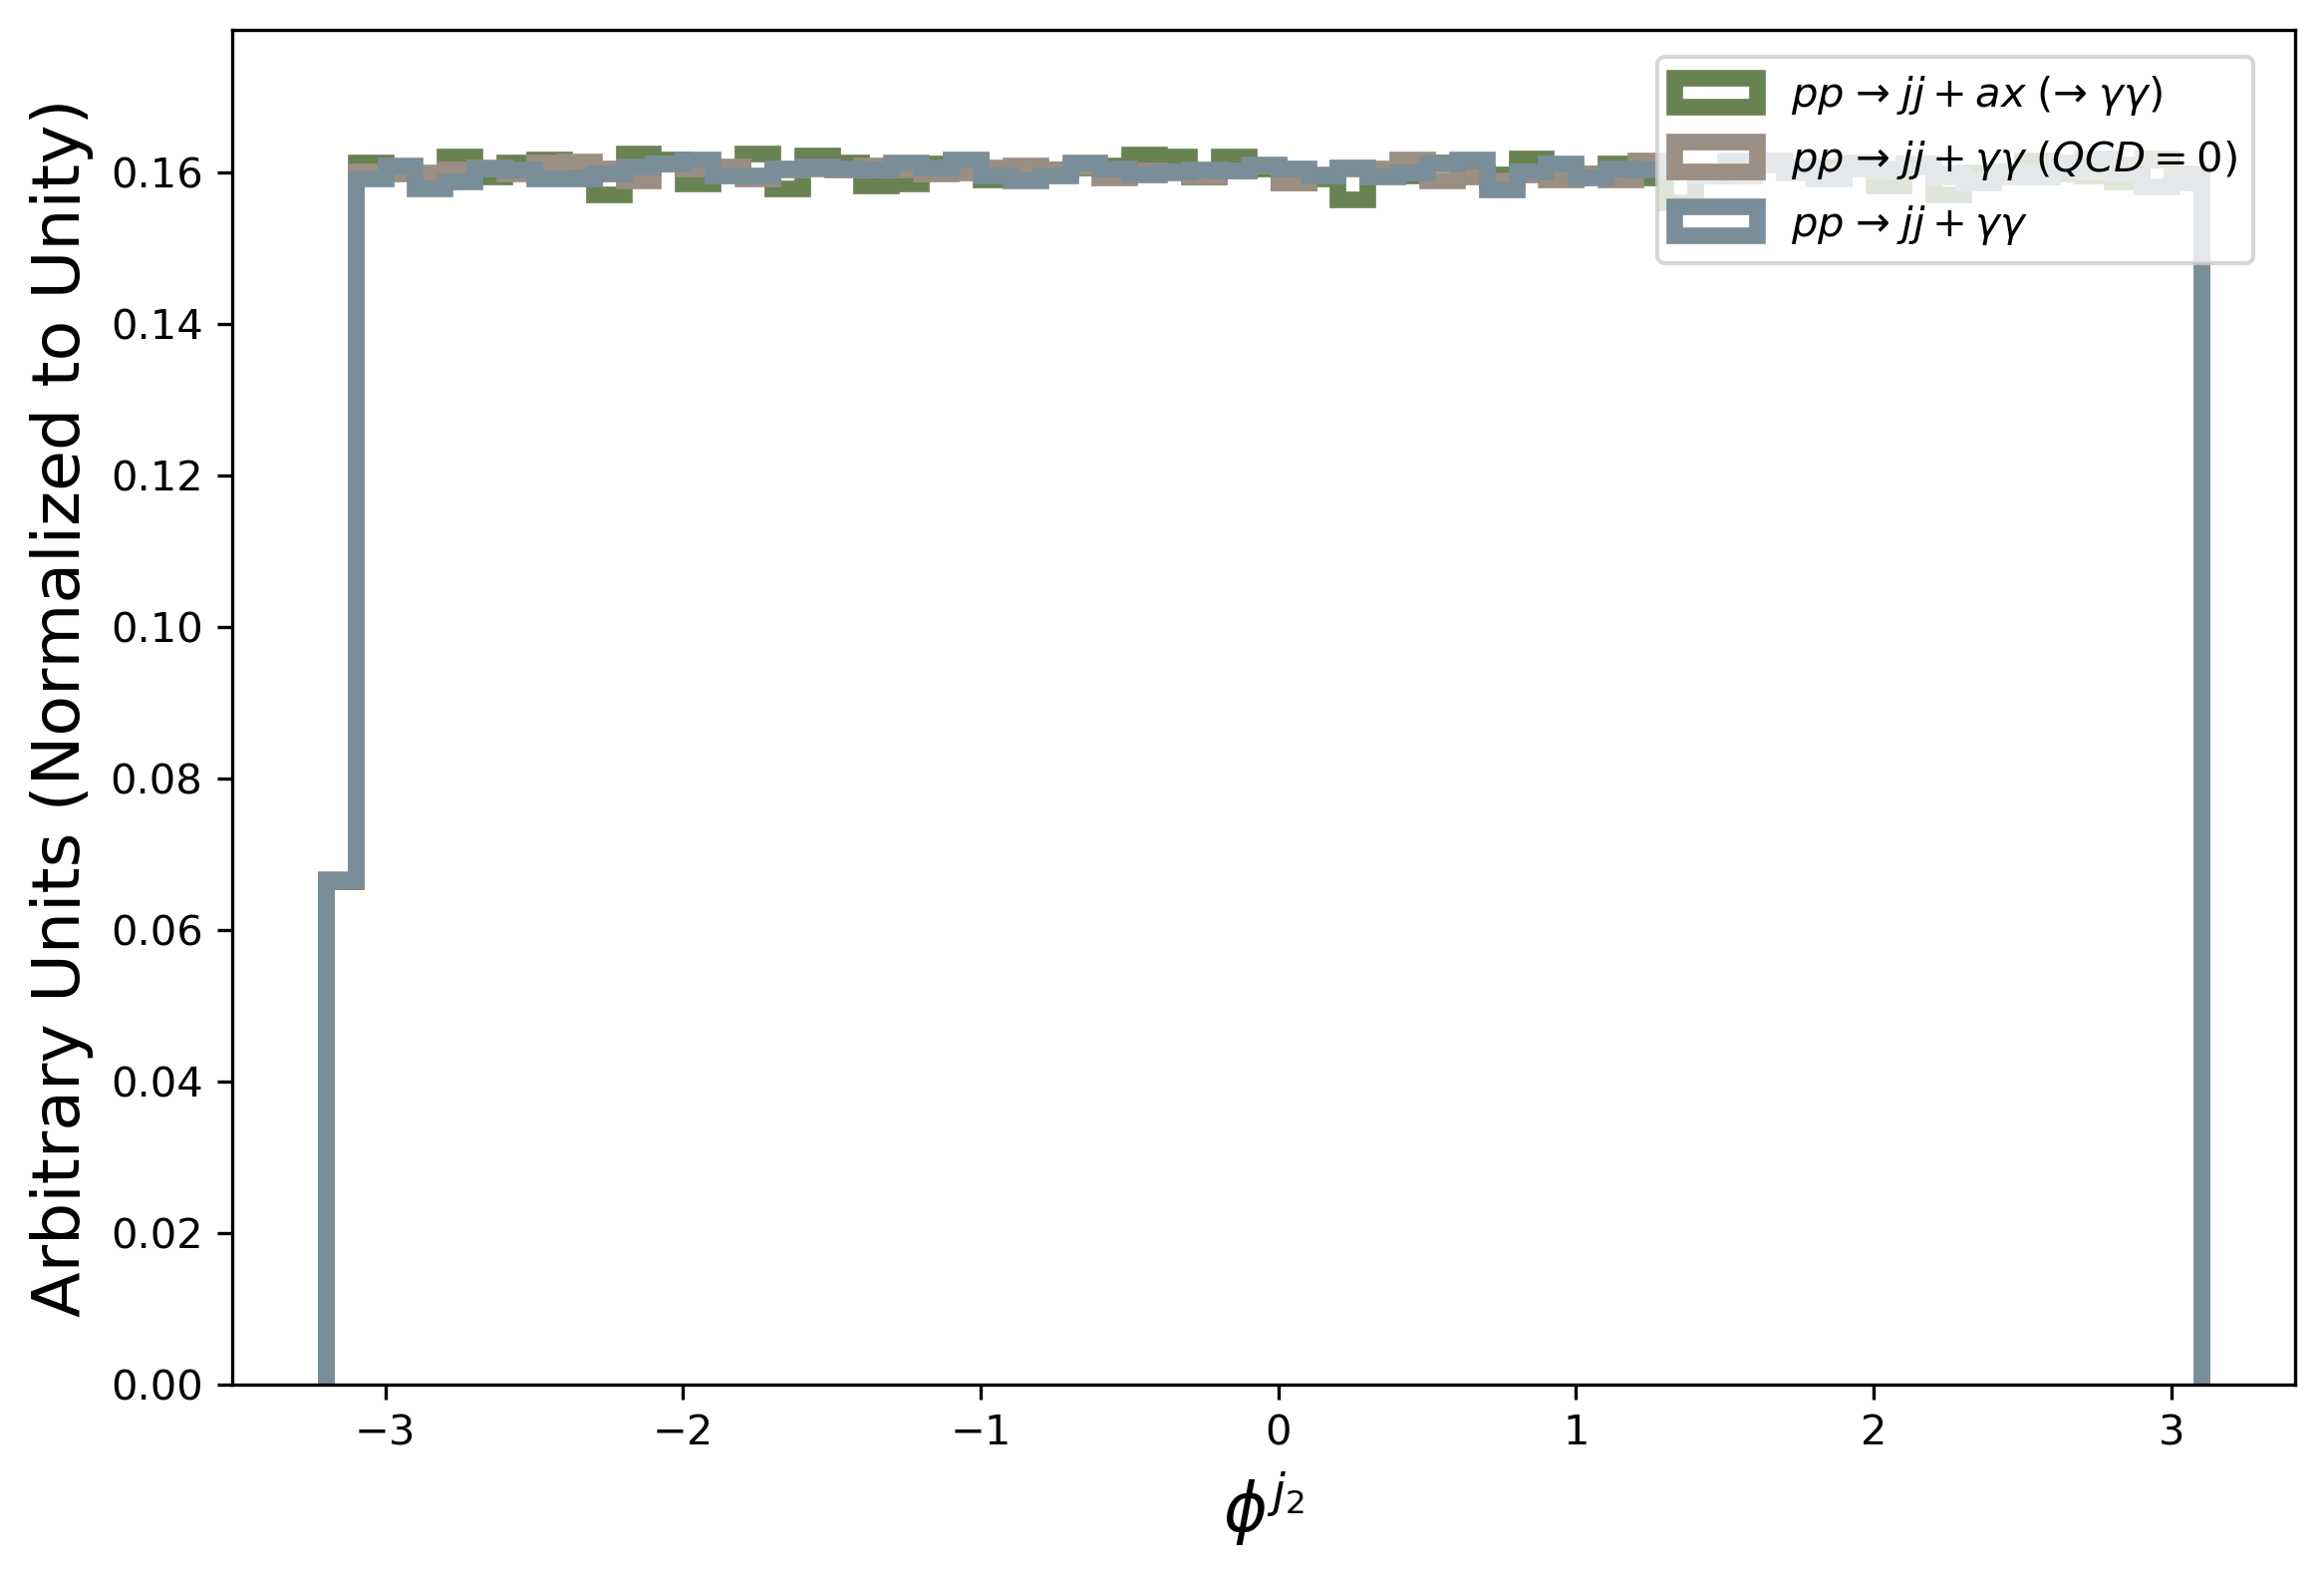 Arbitrary Units (Normalized to Unity)
0.16
0.14
0.12
0.10
0.08
0.06
0.04
0.02
0.00
−3 −2 −1 0 1 2 3
ϕ^{j_2}
pp → jj + ax (→ γγ)
pp → jj + γγ (QCD = 0)
pp → jj + γγ